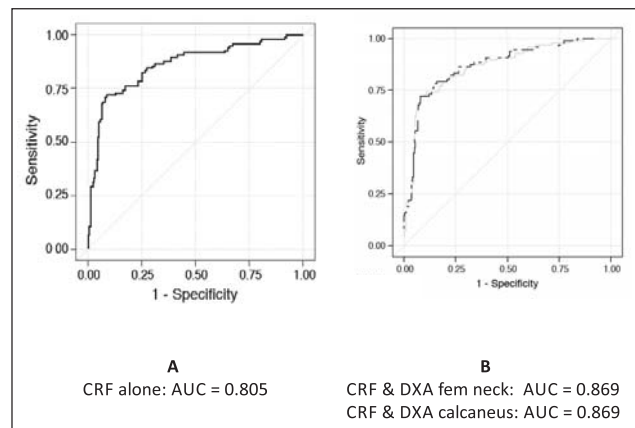 1.00
0.75
0.50
0.25
0.00
Sensitivity
0.00 0.25 0.50 0.75 1.00
1 - Specificity
1.00
0.75
0.50
0.25
0.00
Sensitivity
0.00 0.25 0.50 0.75 1.00
1 - Specificity
A
CRF alone: AUC = 0.805
B
CRF & DXA fem neck: AUC = 0.869
CRF & DXA calcaneus: AUC = 0.869